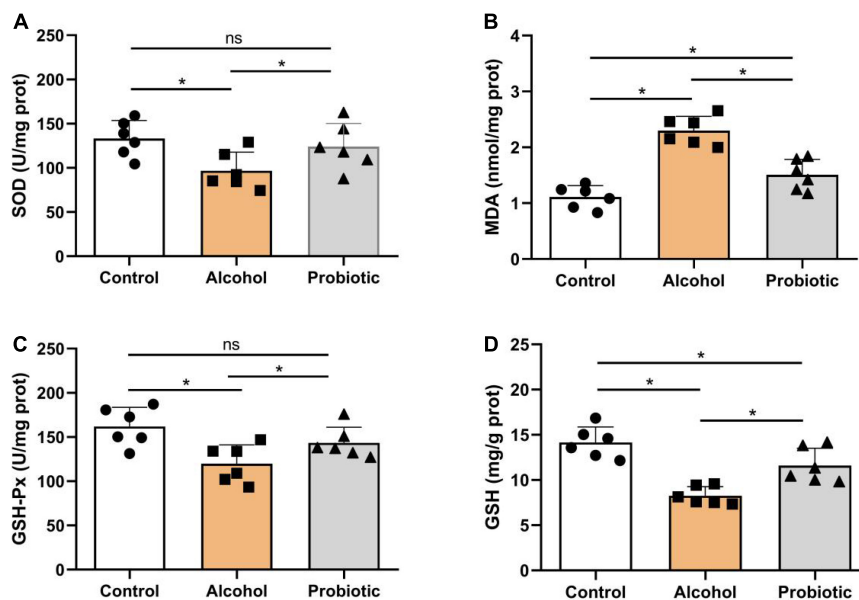 A
SOD (U/mg prot)
250
200
150
100
50
0
ns
*
*
Control
Alcohol
Probiotic
B
MDA (nmol/mg prot)
4
3
2
1
0
*
*
*
Control
Alcohol
Probiotic
C
GSH-Px (U/mg prot)
250
200
150
100
50
0
ns
*
*
Control
Alcohol
Probiotic
D
GSH (mg/g prot)
25
20
15
10
5
0
*
*
*
Control
Alcohol
Probiotic